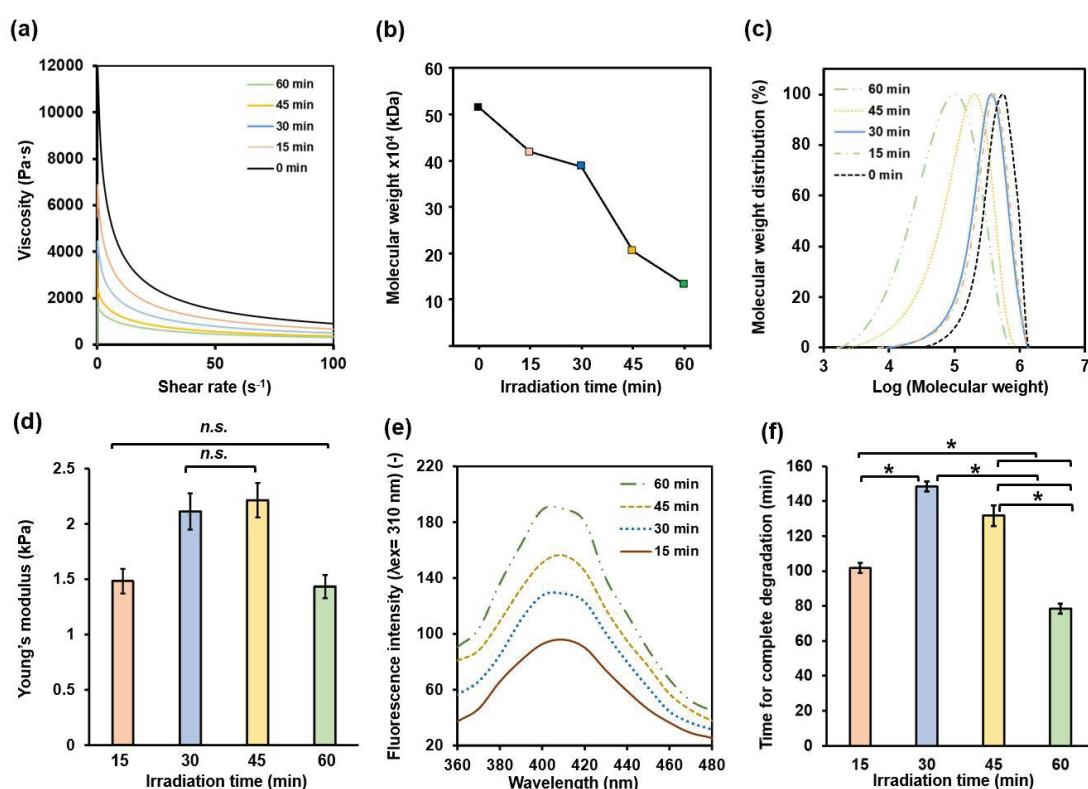 (a)
12000
10000
8000
6000
4000
2000
0
Viscosity (Pa·s)
60 min
45 min
30 min
15 min
0 min
0 50 100
Shear rate (s-1)
(b)
60
50
40
30
20
10
0
Molecular weight x10⁴ (kDa)
0 15 30 45 60
Irradiation time (min)
(c)
100
80
60
40
20
0
Molecular weight distribution (%)
60 min
45 min
30 min
15 min
0 min
3 4 5 6 7
Log (Molecular weight)
(d)
n.s.
n.s.
2.5
2
1.5
1
0.5
0
Young's modulus (kPa)
15 30 45 60
Irradiation time (min)
(e)
220
180
140
100
60
20
Fluorescence intensity (λex= 310 nm) (-)
60 min
45 min
30 min
15 min
360 380 400 420 440 460 480
Wavelength (nm)
(f)
*
* *
*
160
140
120
100
80
60
40
20
0
Time for complete degradation (min)
15 30 45 60
Irradiation time (min)